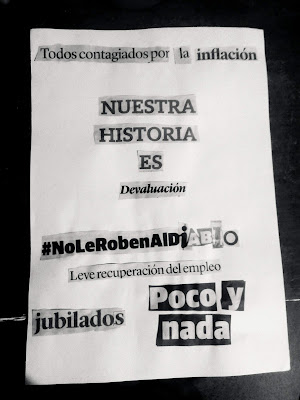 Todos contagiados por la inflación
NUESTRA
HISTORIA
ES
Devaluación
#NoLeRobenAlDiABlO
Leve recuperación del empleo
jubilados
Poco y
nada